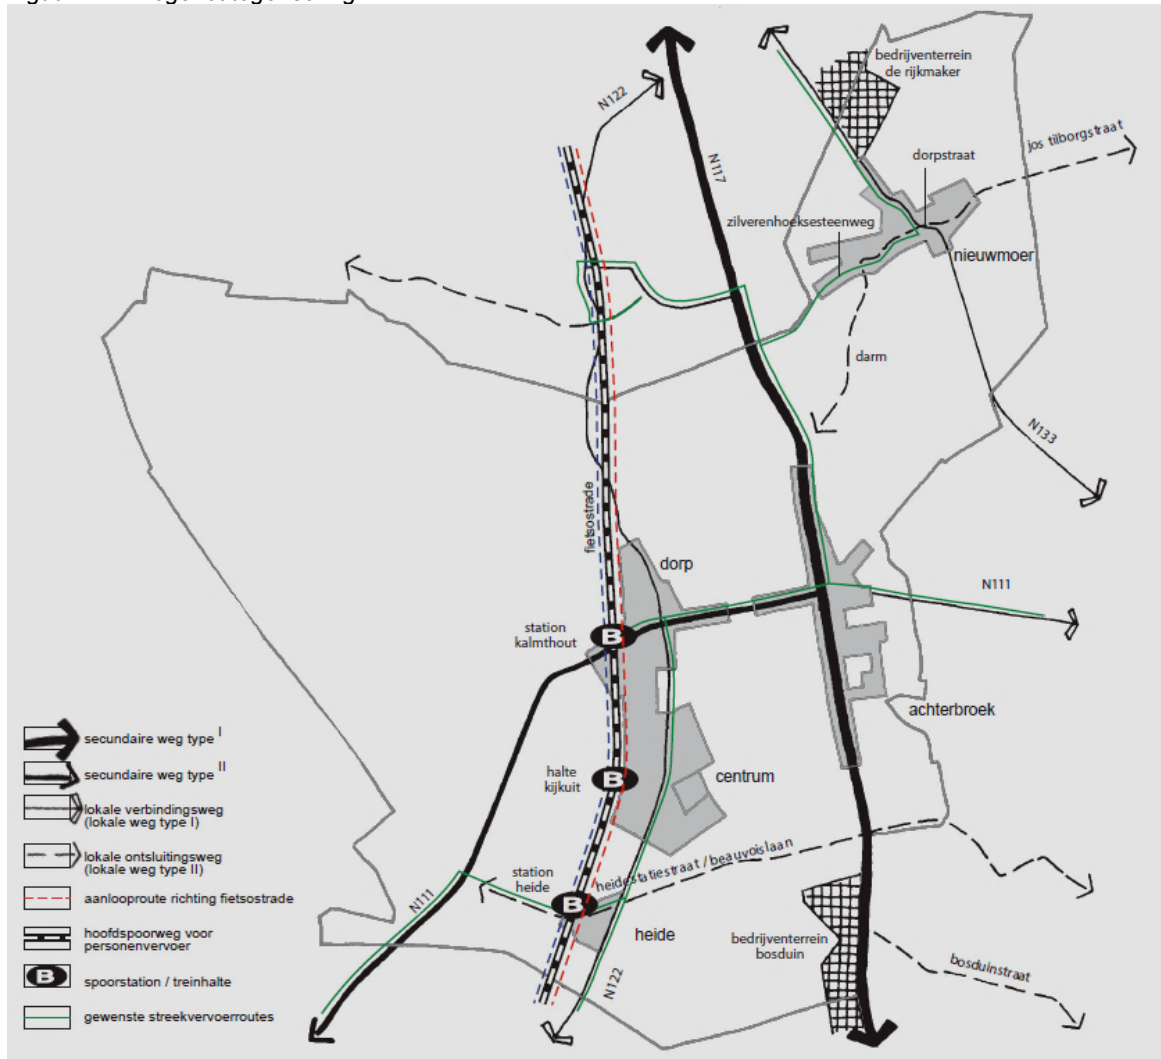 N122
N117
bedrijventerrein
de rijkmaker
jos tilborgstraat
dorpstraat
zilverenhoeksesteenweg
nieuwmoer
darm
N133
fietsostrade
dorp
N111
station
kalmthout
B
achterbroek
halte
kijkuit
B
centrum
heidestatiestraat / beauvoislaan
station
heide
B
N111
heide
bedrijventerrein
bosduin
bosduinstraat
N122
secundaire weg type I
secundaire weg type II
lokale verbindingsweg
(lokale weg type I)
lokale ontsluitingsweg
(lokale weg type II)
aanlooproute richting fietsostrade
hoofdspoorweg voor
personenvervoer
B
spoorstation / treinhalte
gewenste streekvervoerroutes